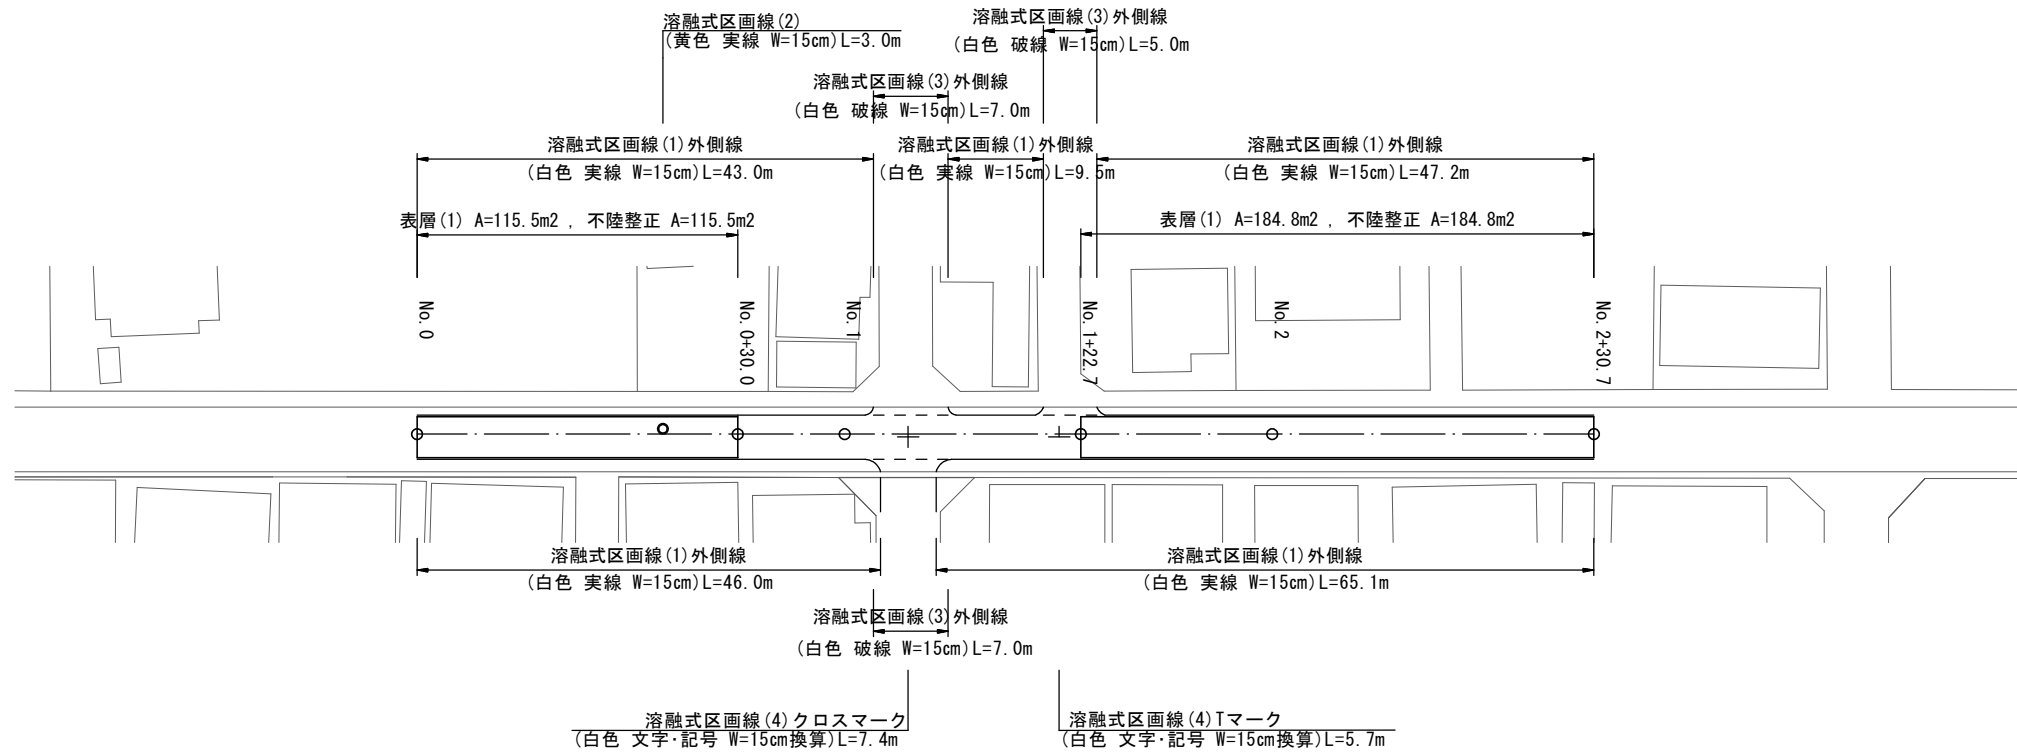 溶融式区画線(2)
(黄色 実線 W=15cm)L=3.0m
溶融式区画線(3)外側線
(白色 破線 W=15cm)L=5.0m
溶融式区画線(3)外側線
(白色 破線 W=15cm)L=7.0m
溶融式区画線(1)外側線
(白色 実線 W=15cm)L=43.0m
溶融式区画線(1)外側線
(白色 実線 W=15cm)L=9.5m
溶融式区画線(1)外側線
(白色 実線 W=15cm)L=47.2m
表層(1) A=115.5m2 , 不陸整正 A=115.5m2
表層(1) A=184.8m2 , 不陸整正 A=184.8m2
No.0
No.0+30.0
No.1
No.1+22.7
No.2
No.2+30.7
溶融式区画線(1)外側線
(白色 実線 W=15cm)L=46.0m
溶融式区画線(1)外側線
(白色 実線 W=15cm)L=65.1m
溶融式区画線(3)外側線
(白色 破線 W=15cm)L=7.0m
溶融式区画線(4)クロスマーク
(白色 文字･記号 W=15cm換算)L=7.4m
溶融式区画線(4)Tマーク
(白色 文字･記号 W=15cm換算)L=5.7m